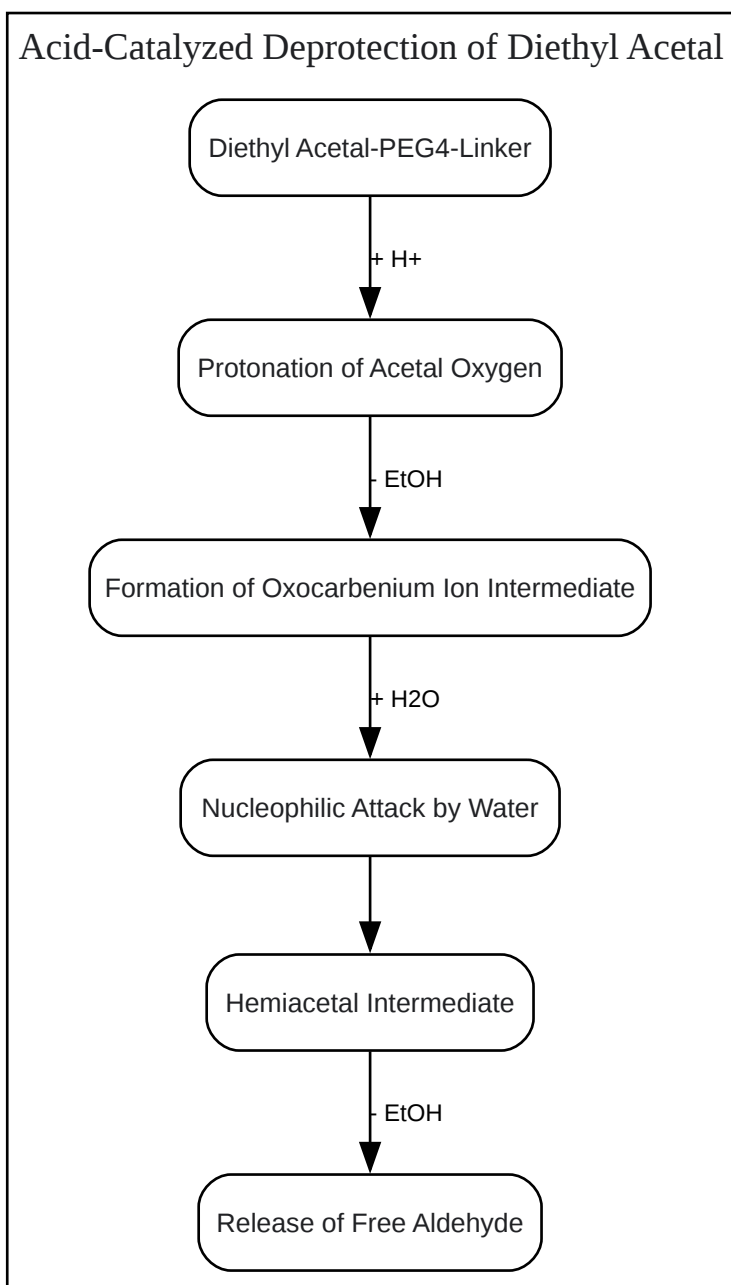 Acid-Catalyzed Deprotection of Diethyl Acetal
Diethyl Acetal-PEG4-Linker
+ H+
Protonation of Acetal Oxygen
- EtOH
Formation of Oxocarbenium Ion Intermediate
+ H2O
Nucleophilic Attack by Water
Hemiacetal Intermediate
- EtOH
Release of Free Aldehyde